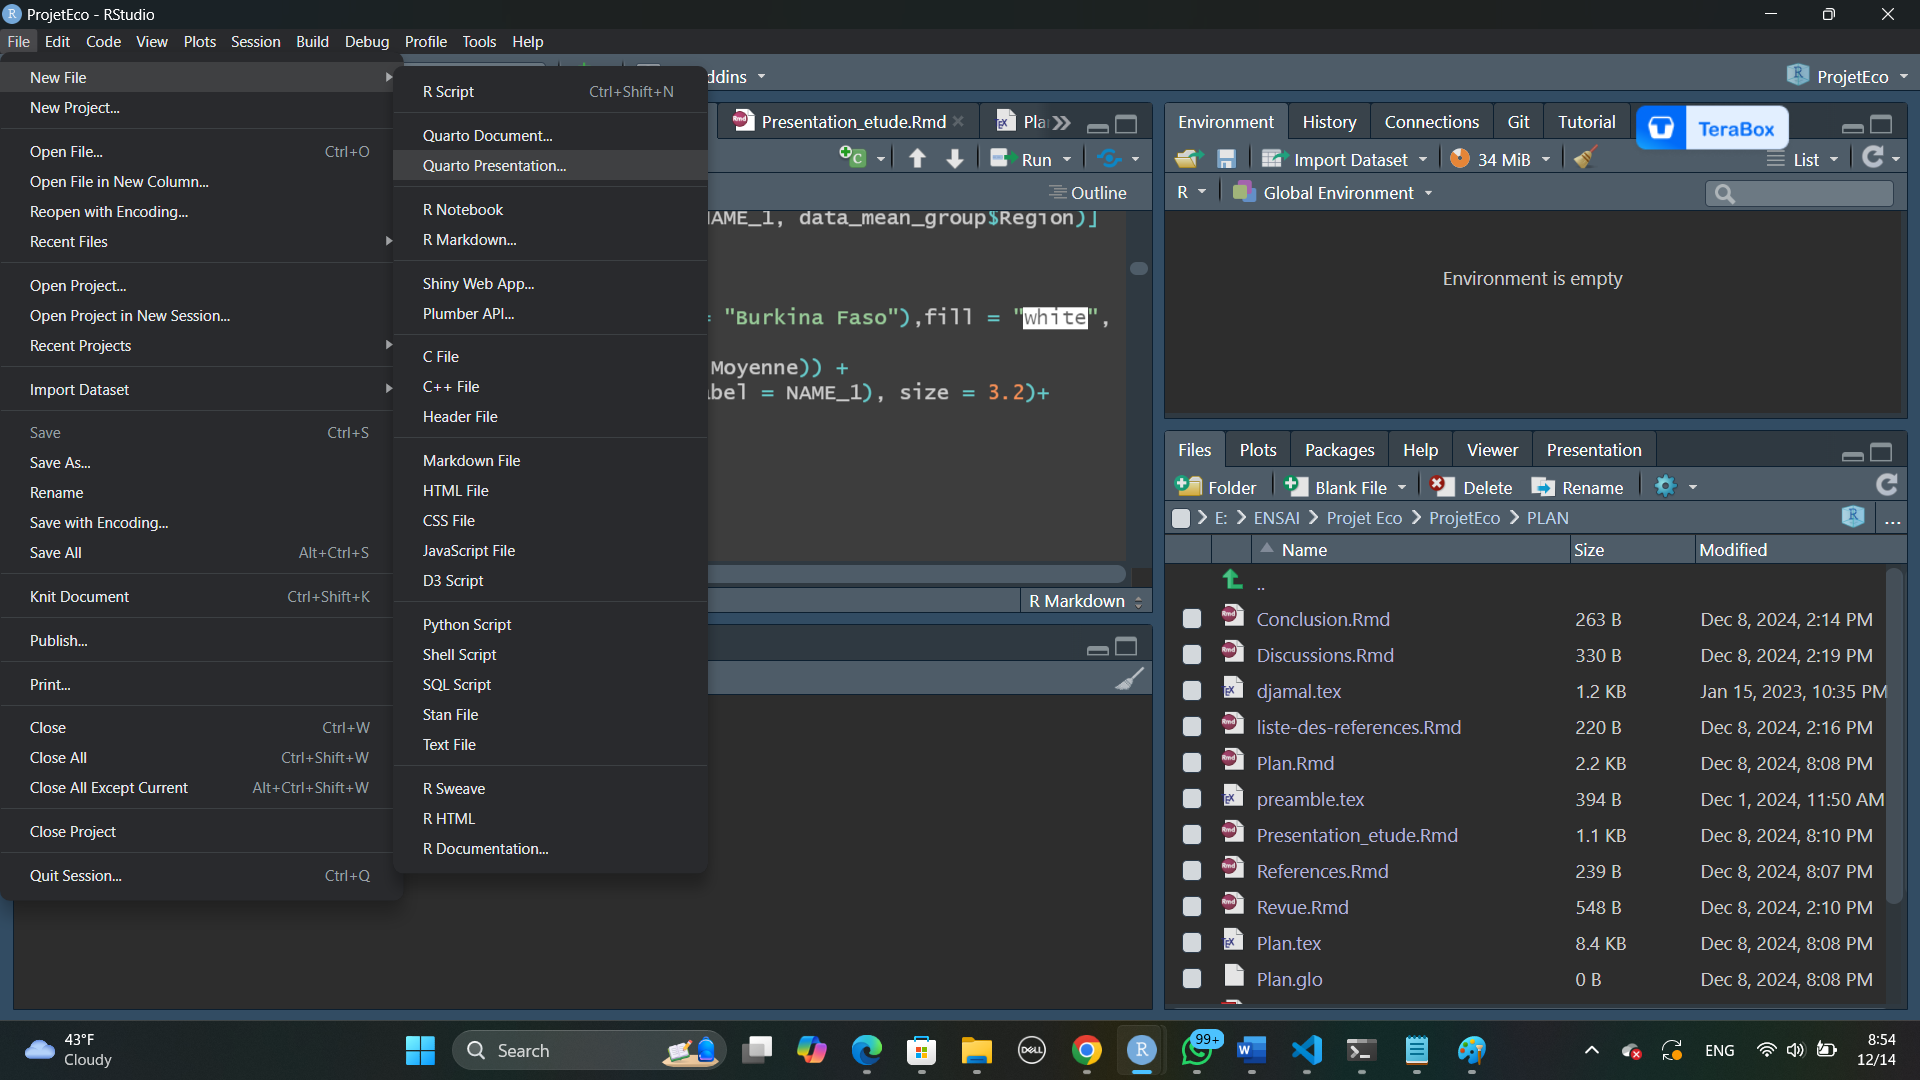 ProjetEco - RStudio
File Edit Code View Plots Session Build Debug Profile Tools Help
New File
New Project...
Open File... Ctrl+O
Open File in New Column...
Reopen with Encoding...
Recent Files
Open Project...
Open Project in New Session...
Recent Projects
Import Dataset
Save Ctrl+S
Save As...
Rename
Save with Encoding...
Save All Alt+Ctrl+S
Knit Document Ctrl+Shift+K
Publish...
Print...
Close Ctrl+W
Close All Ctrl+Shift+W
Close All Except Current Alt+Ctrl+Shift+W
Close Project
Quit Session... Ctrl+Q
R Script Ctrl+Shift+N
Quarto Document...
Quarto Presentation...
R Notebook
R Markdown...
Shiny Web App...
Plumber API...
C File
C++ File
Header File
Markdown File
HTML File
CSS File
JavaScript File
D3 Script
Python Script
Shell Script
SQL Script
Stan File
Text File
R Sweave
R HTML
R Documentation...
ddins
ProjetEco
Presentation_etude.Rmd Pla
Run
Outline
NAME_1, data_mean_group$Region)]
= "Burkina Faso"),fill = "white",
Moyenne)) +
bel = NAME_1), size = 3.2)+
R Markdown
Environment History Connections Git Tutorial
TeraBox
Import Dataset 34 MiB List
R Global Environment
Environment is empty
Files Plots Packages Help Viewer Presentation
Folder Blank File Delete Rename
E: ENSAI Projet Eco ProjetEco PLAN ...
Name Size Modified
..
Conclusion.Rmd 263 B Dec 8, 2024, 2:14 PM
Discussions.Rmd 330 B Dec 8, 2024, 2:19 PM
djamal.tex 1.2 KB Jan 15, 2023, 10:35 PM
liste-des-references.Rmd 220 B Dec 8, 2024, 2:16 PM
Plan.Rmd 2.2 KB Dec 8, 2024, 8:08 PM
preamble.tex 394 B Dec 1, 2024, 11:50 AM
Presentation_etude.Rmd 1.1 KB Dec 8, 2024, 8:10 PM
References.Rmd 239 B Dec 8, 2024, 8:07 PM
Revue.Rmd 548 B Dec 8, 2024, 2:10 PM
Plan.tex 8.4 KB Dec 8, 2024, 8:08 PM
Plan.glo 0 B Dec 8, 2024, 8:08 PM
43°F
Cloudy
Search
DELL
99+
ENG
8:54
12/14